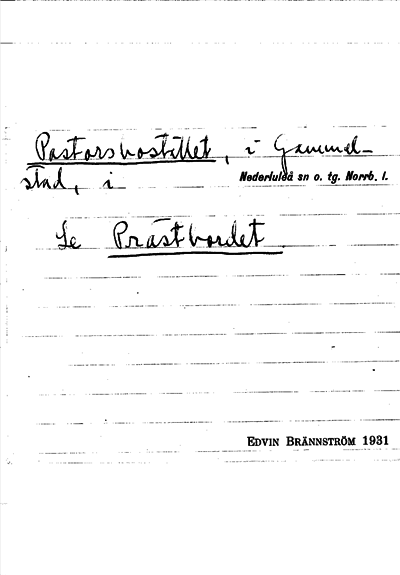 Pastorsbostället, i Gammel-
stad, i Nederluleå sn o. tg. Norrb. l.
Se Prästbordet
EDVIN BRÄNNSTRÖM 1931